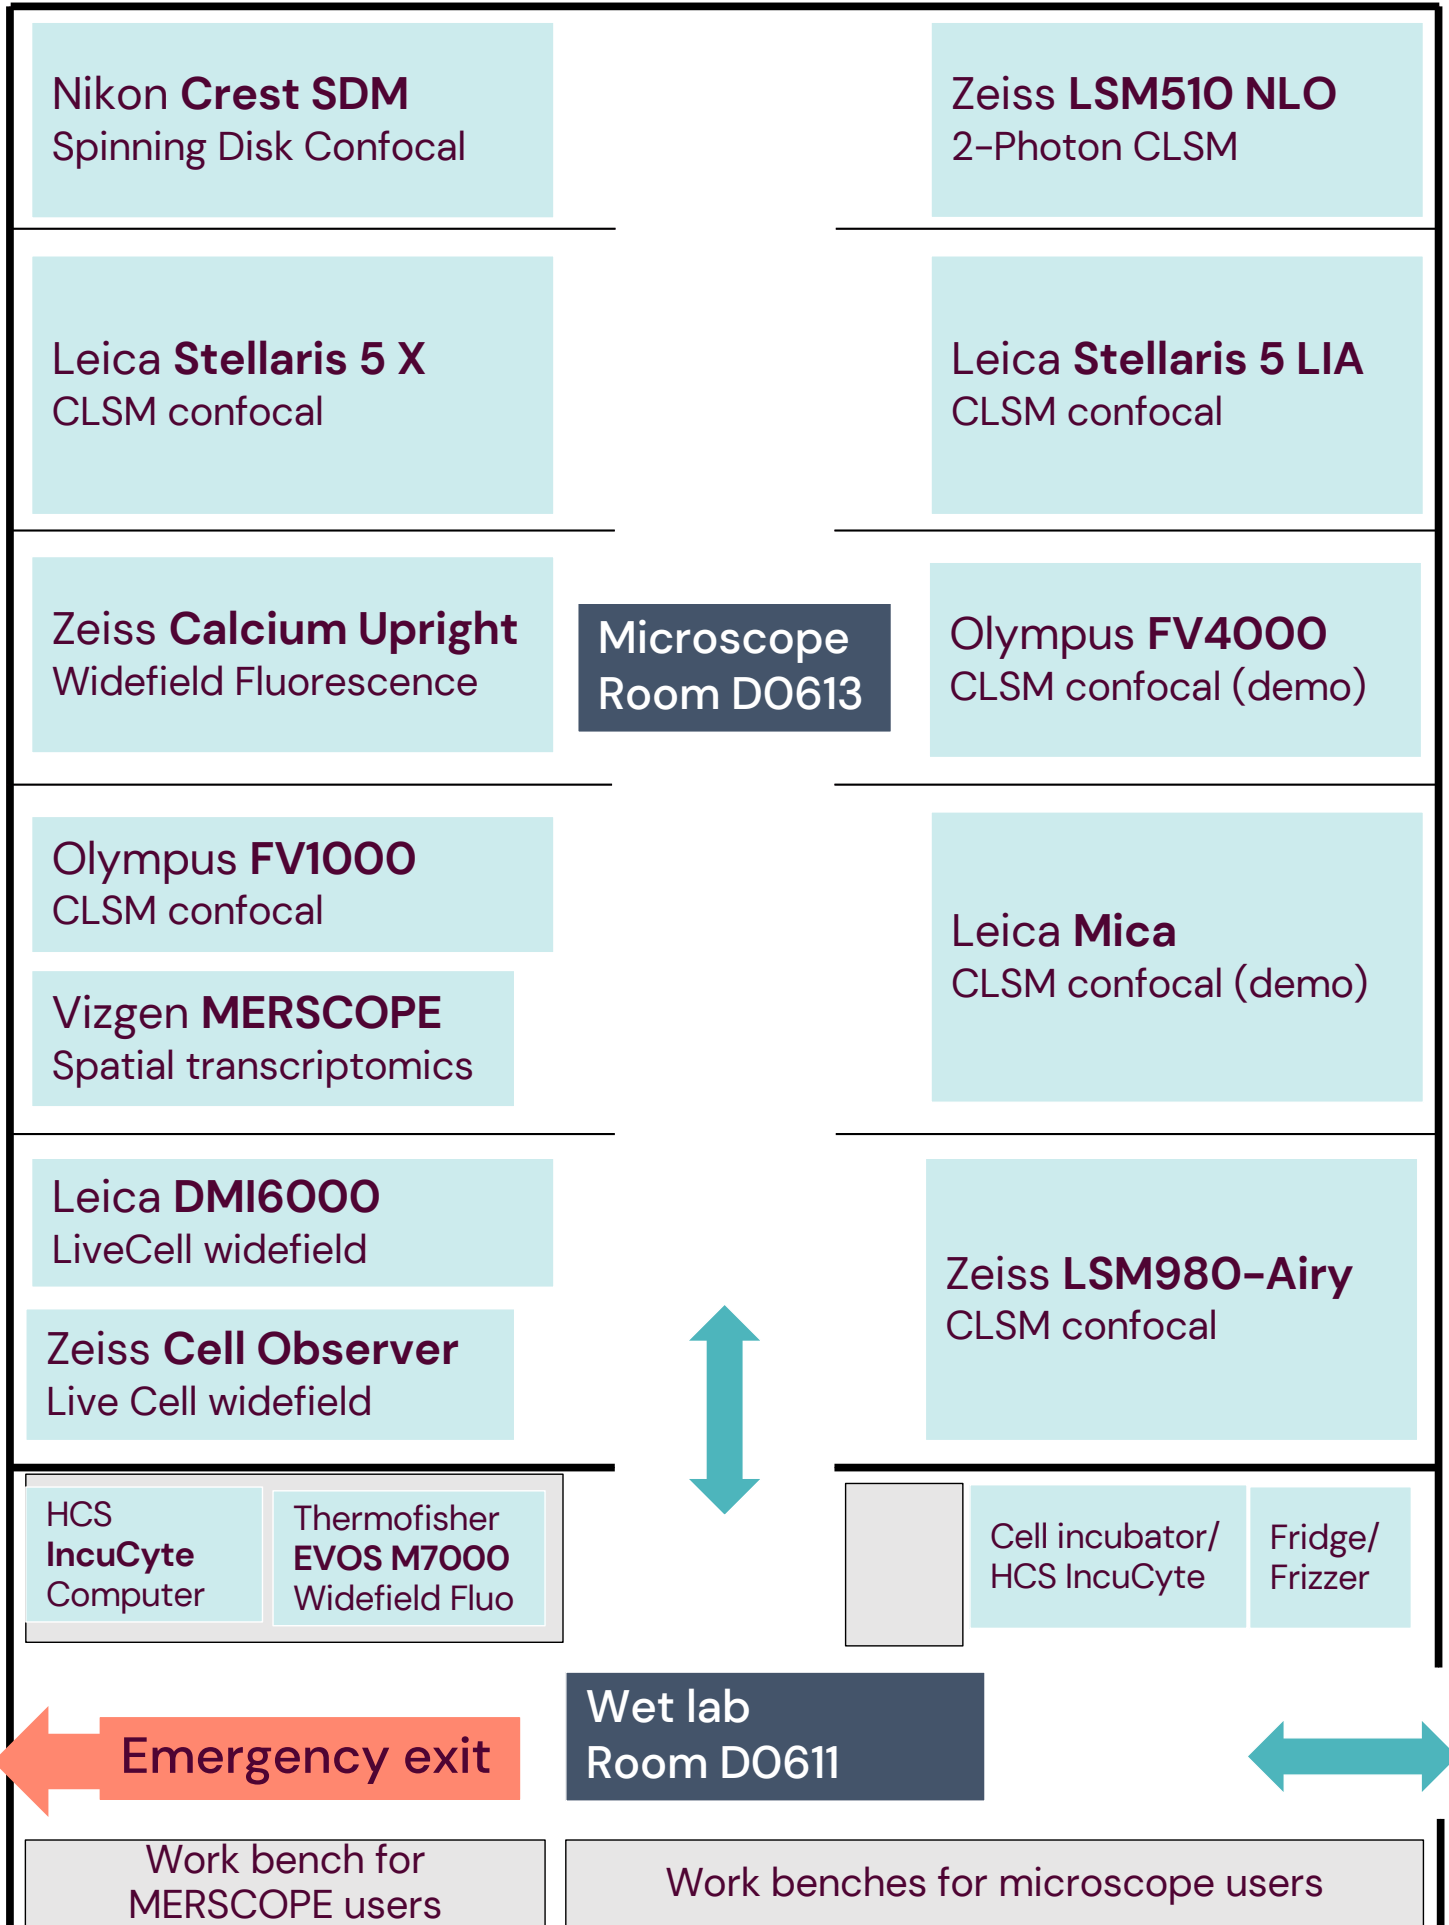 Nikon Crest SDM
Spinning Disk Confocal
Zeiss LSM510 NLO
2-Photon CLSM
Leica Stellaris 5 X
CLSM confocal
Leica Stellaris 5 LIA
CLSM confocal
Zeiss Calcium Upright
Widefield Fluorescence
Microscope
Room D0613
Olympus FV4000
CLSM confocal (demo)
Olympus FV1000
CLSM confocal
Vizgen MERSCOPE
Spatial transcriptomics
Leica Mica
CLSM confocal (demo)
Leica DMI6000
LiveCell widefield
Zeiss Cell Observer
Live Cell widefield
Zeiss LSM980-Airy
CLSM confocal
HCS
IncuCyte
Computer
Thermofisher
EVOS M7000
Widefield Fluo
Cell incubator/
HCS IncuCyte
Fridge/
Frizzer
Emergency exit
Wet lab
Room D0611
Work bench for
MERSCOPE users
Work benches for microscope users